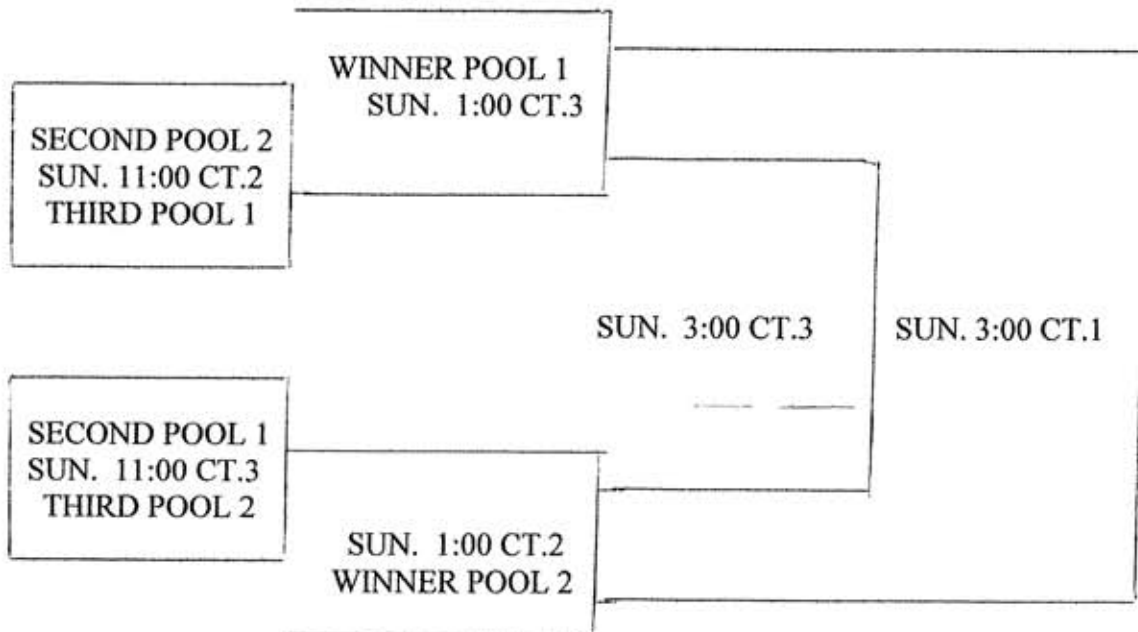 WINNER POOL 1
SUN. 1:00 CT.3
SECOND POOL 2
SUN. 11:00 CT.2
THIRD POOL 1
SUN. 3:00 CT.3
SUN. 3:00 CT.1
SECOND POOL 1
SUN. 11:00 CT.3
THIRD POOL 2
SUN. 1:00 CT.2
WINNER POOL 2